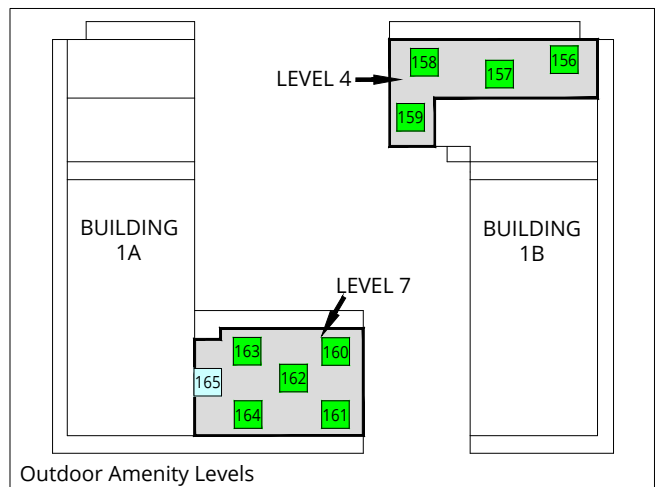 158
156
157
LEVEL 4
159
BUILDING
1A
BUILDING
1B
LEVEL 7
163
160
162
165
164
161
Outdoor Amenity Levels